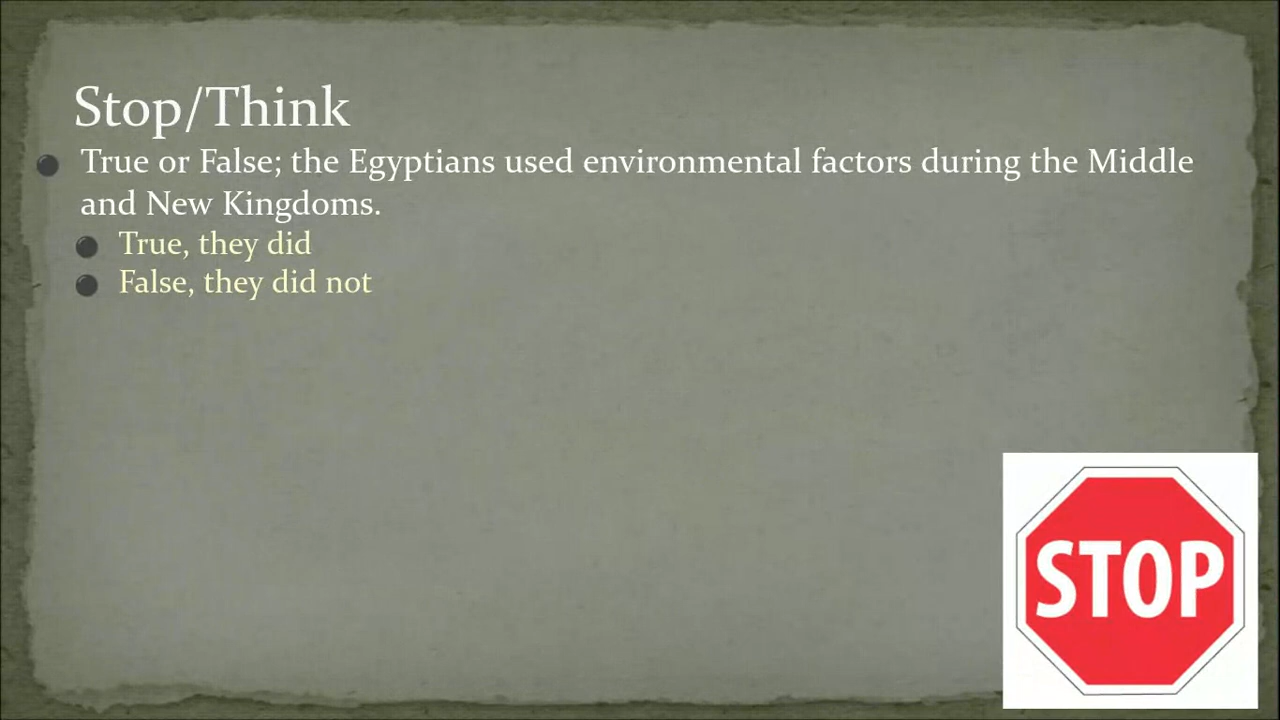 Stop/Think
True or False; the Egyptians used environmental factors during the Middle
and New Kingdoms.
True, they did
False, they did not
STOP